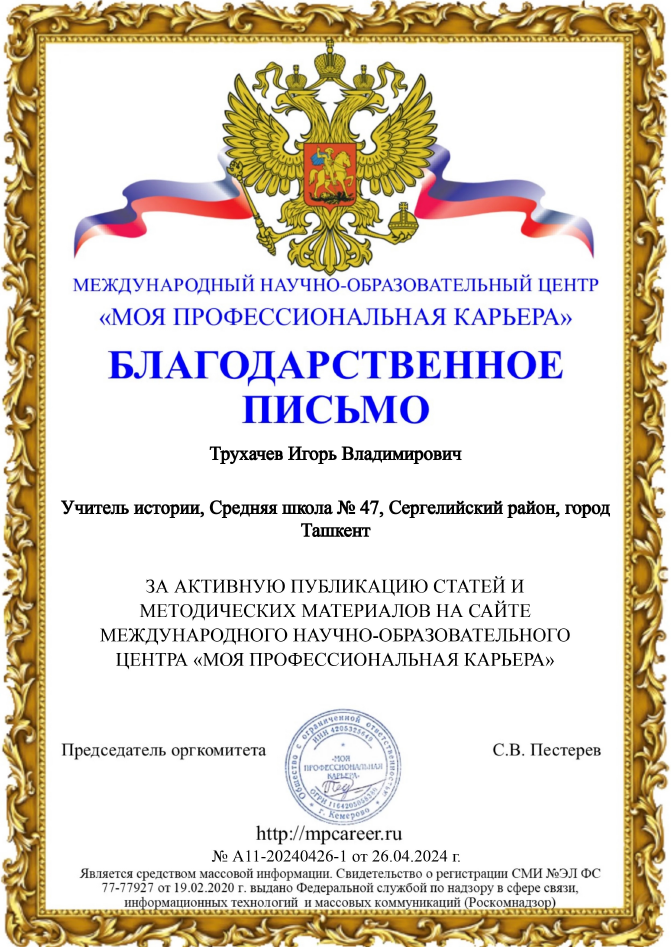 МЕЖДУНАРОДНЫЙ НАУЧНО-ОБРАЗОВАТЕЛЬНЫЙ ЦЕНТР
«МОЯ ПРОФЕССИОНАЛЬНАЯ КАРЬЕРА»
БЛАГОДАРСТВЕННОЕ
ПИСЬМО
Трухачев Игорь Владимирович
Учитель истории, Средняя школа № 47, Сергелийский район, город
Ташкент
ЗА АКТИВНУЮ ПУБЛИКАЦИЮ СТАТЕЙ И
МЕТОДИЧЕСКИХ МАТЕРИАЛОВ НА САЙТЕ
МЕЖДУНАРОДНОГО НАУЧНО-ОБРАЗОВАТЕЛЬНОГО
ЦЕНТРА «МОЯ ПРОФЕССИОНАЛЬНАЯ КАРЬЕРА»
Председатель оргкомитета
Общество с ограниченной ответственностью
ИНН
«МОЯ
ПРОФЕССИОНАЛЬНАЯ
КАРЬЕРА»
ОГРН
г. Кемерово
С.В. Пестерев
http://mpcareer.ru
№ A11-20240426-1 от 26.04.2024 г.
Является средством массовой информации. Свидетельство о регистрации СМИ №ЭЛ ФС
77-77927 от 19.02.2020 г. выдано Федеральной службой по надзору в сфере связи,
информационных технологий и массовых коммуникаций (Роскомнадзор)